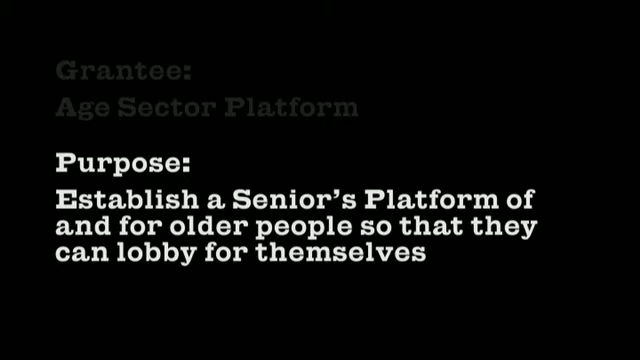 Grantee:
Age Sector Platform
Purpose:
Establish a Senior's Platform of
and for older people so that they
can lobby for themselves